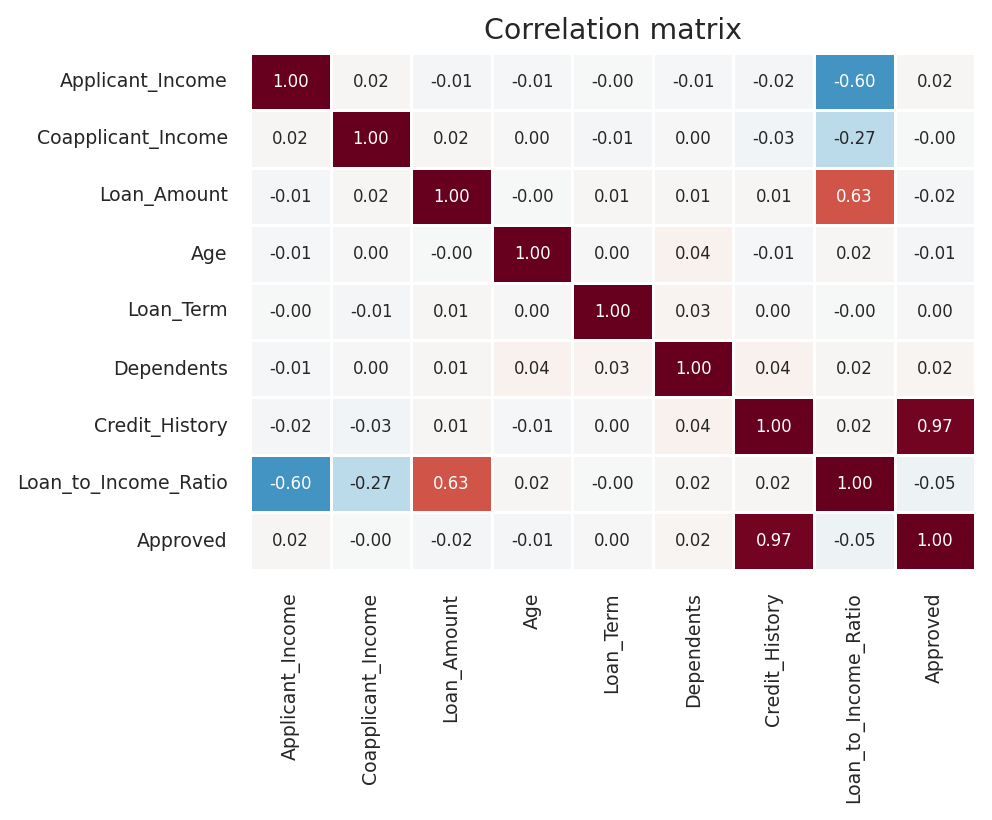 Correlation matrix
Applicant_Income 1.00 0.02 -0.01 -0.01 -0.00 -0.01 -0.02 -0.60 0.02
Coapplicant_Income 0.02 1.00 0.02 0.00 -0.01 0.00 -0.03 -0.27 -0.00
Loan_Amount -0.01 0.02 1.00 -0.00 0.01 0.01 0.01 0.63 -0.02
Age -0.01 0.00 -0.00 1.00 0.00 0.04 -0.01 0.02 -0.01
Loan_Term -0.00 -0.01 0.01 0.00 1.00 0.03 0.00 -0.00 0.00
Dependents -0.01 0.00 0.01 0.04 0.03 1.00 0.04 0.02 0.02
Credit_History -0.02 -0.03 0.01 -0.01 0.00 0.04 1.00 0.02 0.97
Loan_to_Income_Ratio -0.60 -0.27 0.63 0.02 -0.00 0.02 0.02 1.00 -0.05
Approved 0.02 -0.00 -0.02 -0.01 0.00 0.02 0.97 -0.05 1.00
Applicant_Income
Coapplicant_Income
Loan_Amount
Age
Loan_Term
Dependents
Credit_History
Loan_to_Income_Ratio
Approved